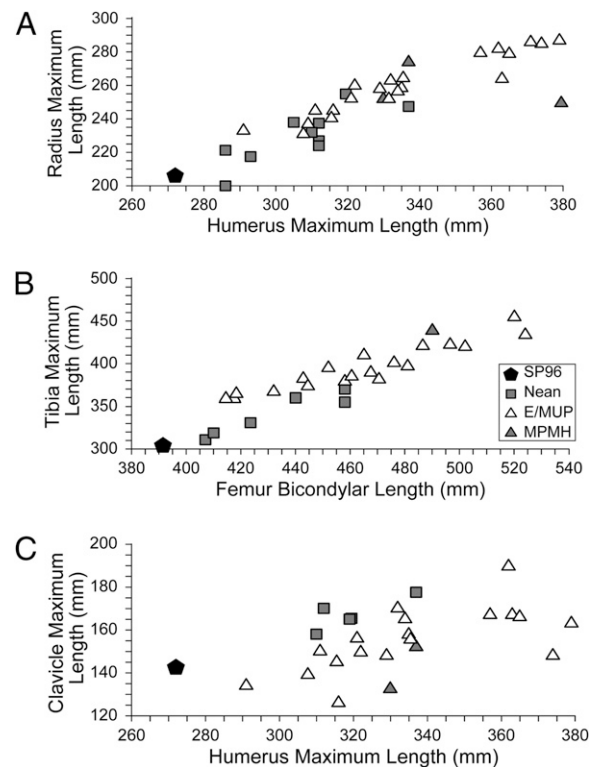 A
Radius Maximum
Length (mm)
300
280
260
240
220
200
260 280 300 320 340 360 380
Humerus Maximum Length (mm)
B
Tibia Maximum
Length (mm)
500
450
400
350
300
380 400 420 440 460 480 500 520 540
Femur Bicondylar Length (mm)
SP96
Nean
E/MUP
MPMH
C
Clavicle Maximum
Length (mm)
200
180
160
140
120
260 280 300 320 340 360 380
Humerus Maximum Length (mm)